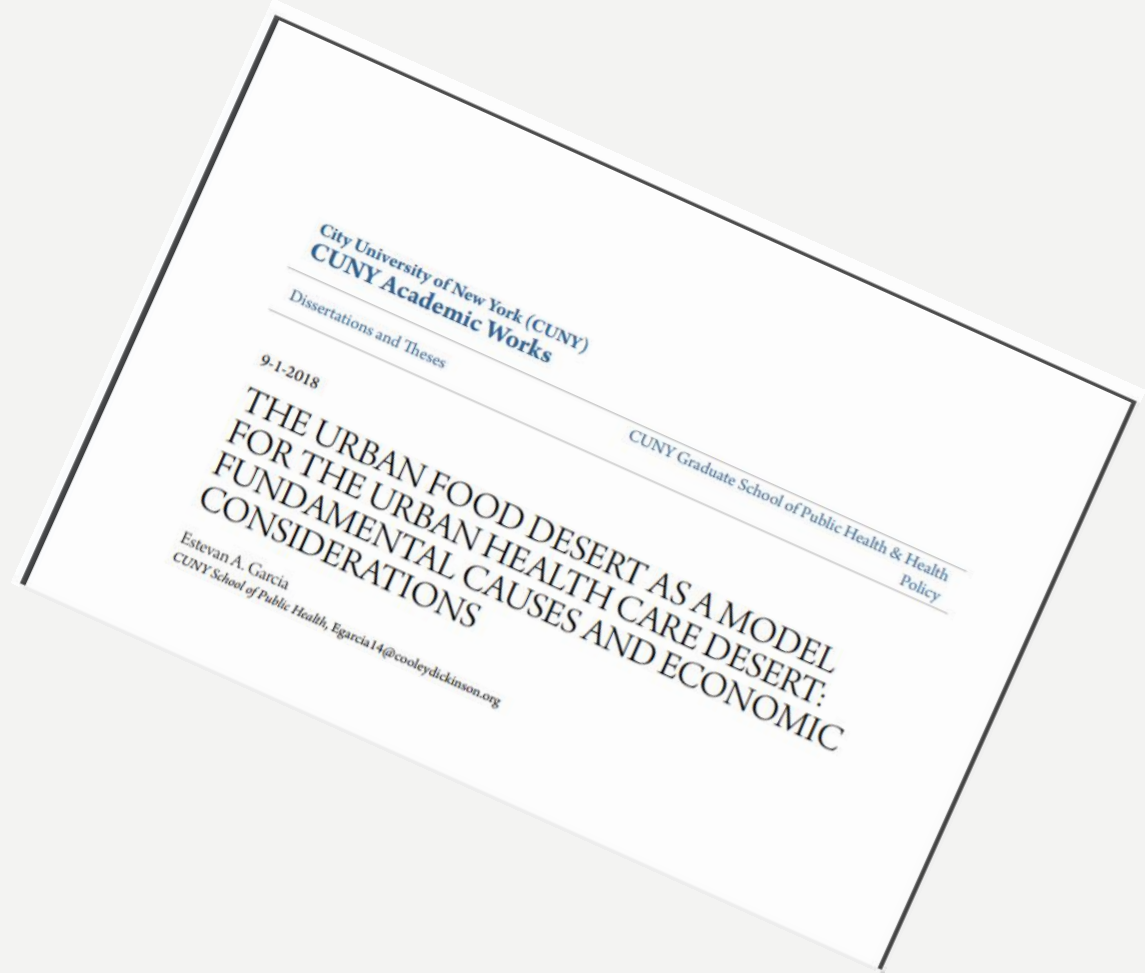 City University of New York (CUNY)
CUNY Academic Works
Dissertations and Theses
CUNY Graduate School of Public Health & Health
Policy
9-1-2018
THE URBAN FOOD DESERT AS A MODEL
FOR THE URBAN HEALTH CARE DESERT:
FUNDAMENTAL CAUSES AND ECONOMIC
CONSIDERATIONS
Estevan A. Garcia
CUNY School of Public Health, Egarcia14@cooleydickinson.org